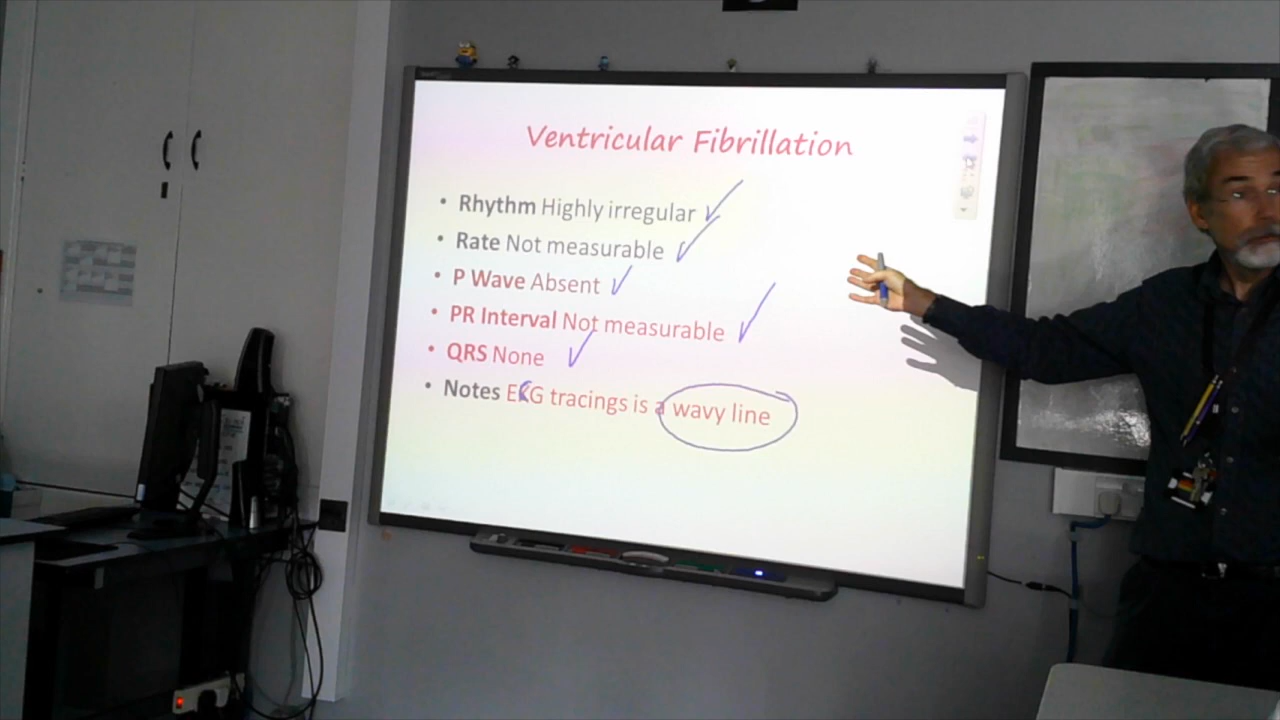 Ventricular Fibrillation
• Rhythm Highly irregular
• Rate Not measurable
• P Wave Absent
• PR Interval Not measurable
• QRS None
• Notes EKG tracings is a wavy line